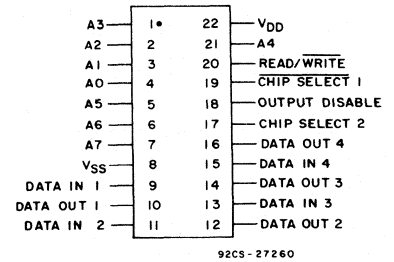 A3 1 22 VDD
A2 2 21 A4
A1 3 20 READ/WRITE
A0 4 19 CHIP SELECT 1
A5 5 18 OUTPUT DISABLE
A6 6 17 CHIP SELECT 2
A7 7 16 DATA OUT 4
VSS 8 15 DATA IN 4
DATA IN 1 9 14 DATA OUT 3
DATA OUT 1 10 13 DATA IN 3
DATA IN 2 11 12 DATA OUT 2
92CS-27260